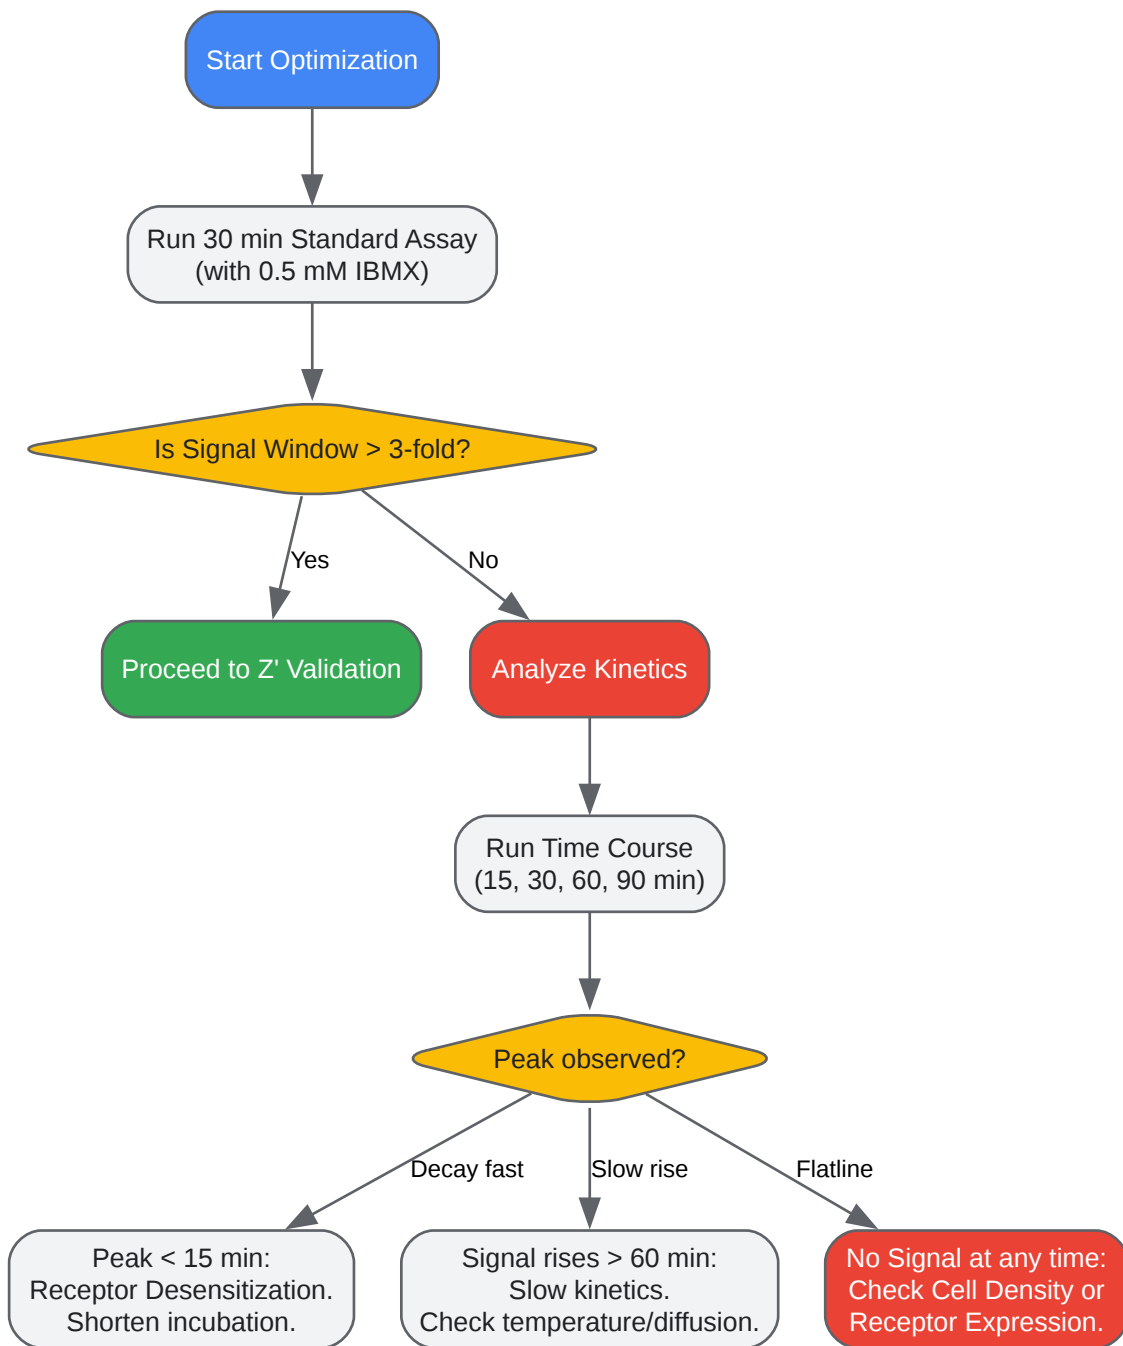 Start Optimization
Run 30 min Standard Assay
(with 0.5 mM IBMX)
Is Signal Window > 3-fold?
Yes
No
Proceed to Z' Validation
Analyze Kinetics
Run Time Course
(15, 30, 60, 90 min)
Peak observed?
Decay fast
Slow rise
Flatline
Peak < 15 min:
Receptor Desensitization.
Shorten incubation.
Signal rises > 60 min:
Slow kinetics.
Check temperature/diffusion.
No Signal at any time:
Check Cell Density or
Receptor Expression.